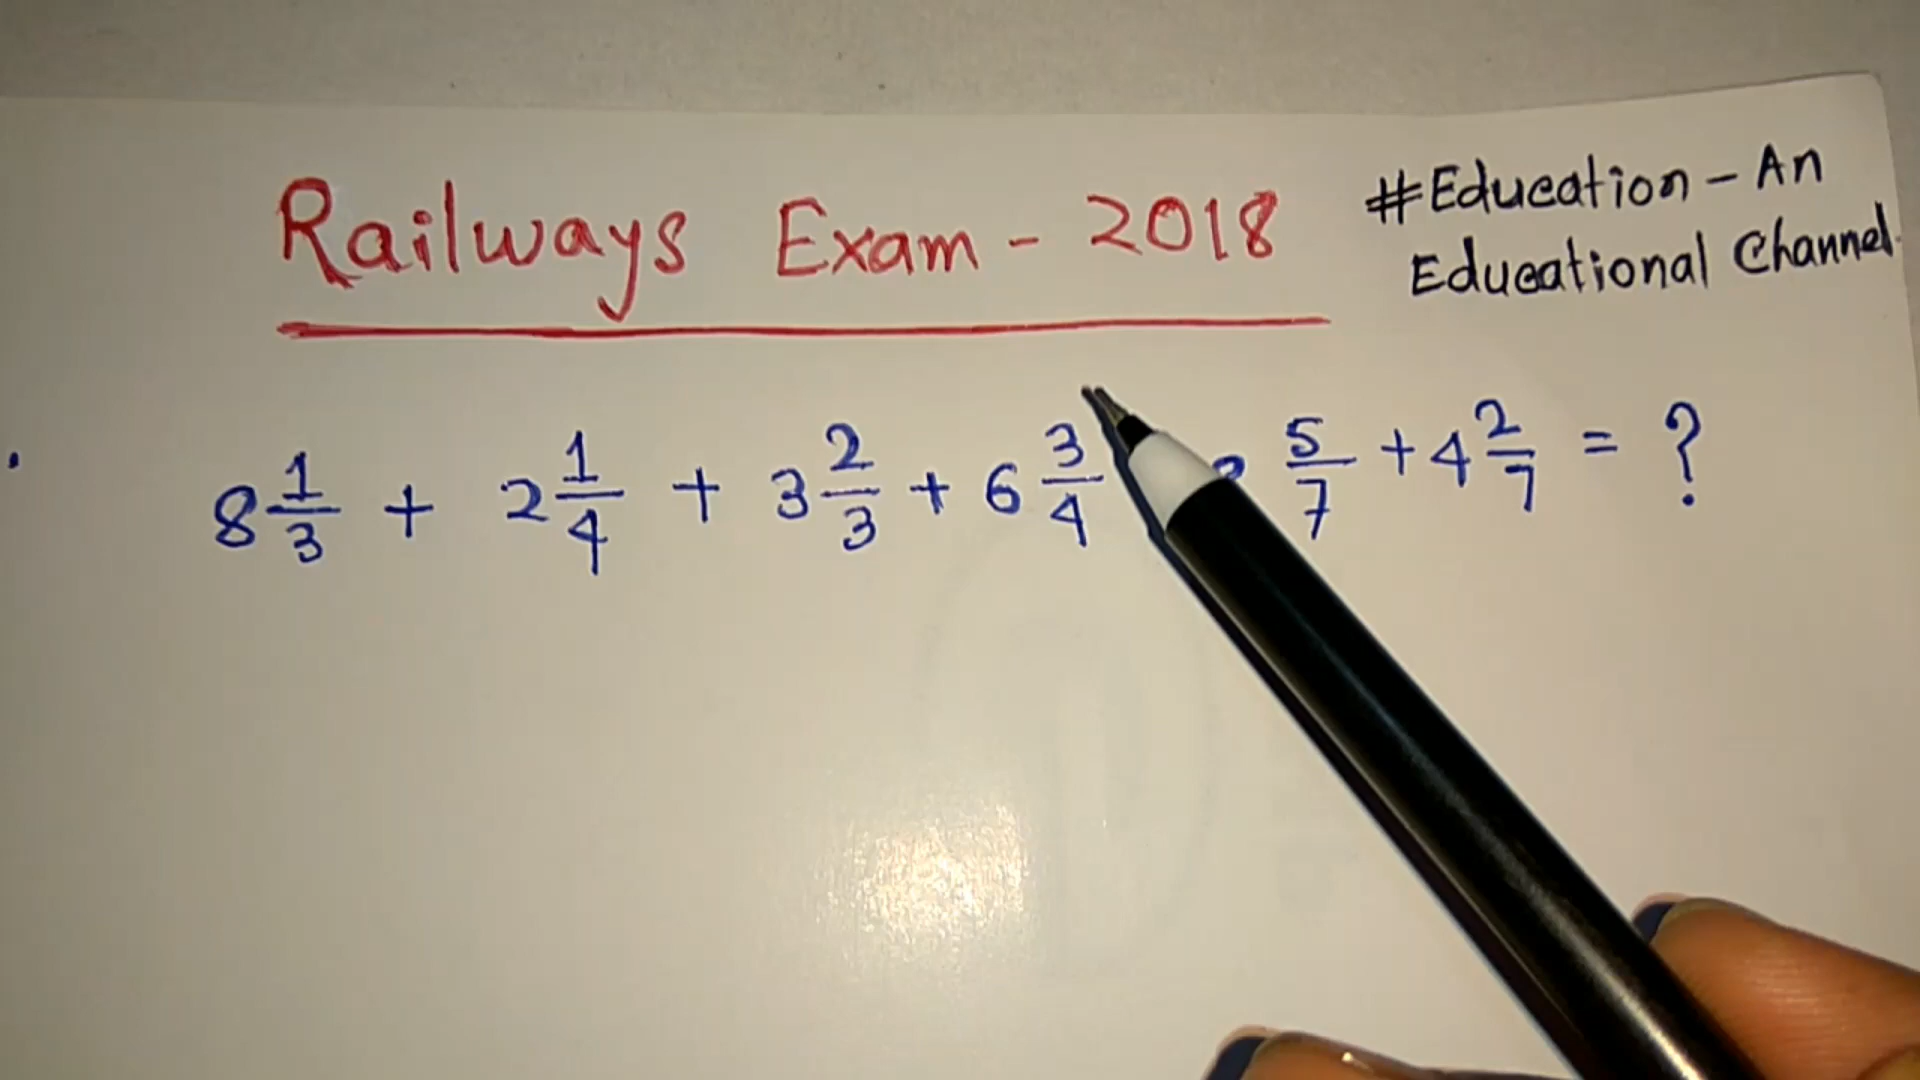 Railways Exam - 2018
#Education - An
Educational Channel.
8 1/3 + 2 1/4 + 3 2/3 + 6 3/4 5/7 + 4 2/7 = ?